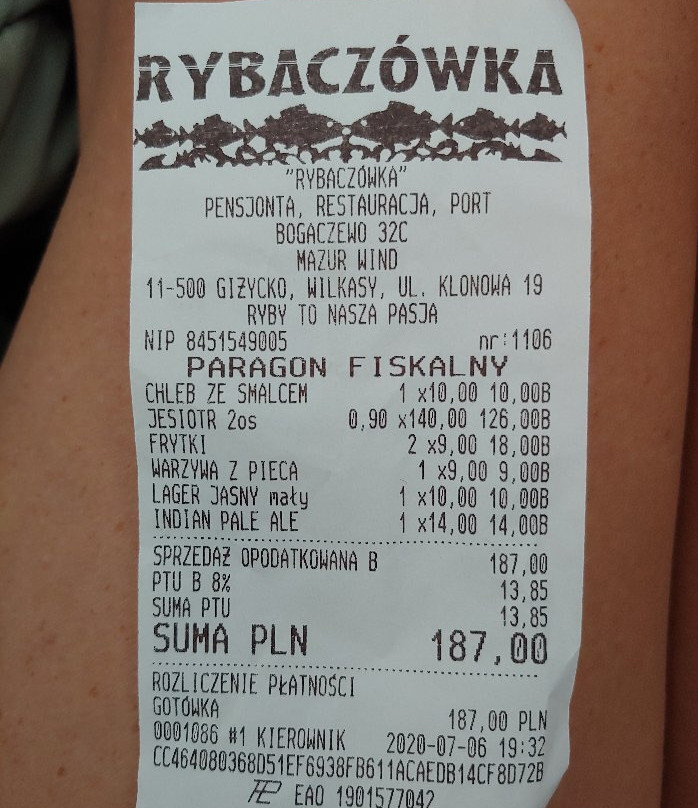 RYBACZÓWKA
"RYBACZÓWKA"
PENSJONTA, RESTAURACJA, PORT
BOGACZEWO 32C
MAZUR WIND
11-500 GIŻYCKO, WILKASY, UL. KLONOWA 19
RYBY TO NASZA PASJA
NIP 8451549005 nr:1106
PARAGON FISKALNY
CHLEB ZE SMALCEM 1 x10,00 10,00B
JESIOTR 2os 0,90 x140,00 126,00B
FRYTKI 2 x9,00 18,00B
WARZYWA Z PIECA 1 x9,00 9,00B
LAGER JASNY mały 1 x10,00 10,00B
INDIAN PALE ALE 1 x14,00 14,00B
SPRZEDAŻ OPODATKOWANA B 187,00
PTU B 8% 13,85
SUMA PTU 13,85
SUMA PLN 187,00
ROZLICZENIE PŁATNOŚCI
GOTÓWKA 187,00 PLN
0001086 #1 KIEROWNIK 2020-07-06 19:32
CC464080368D51EF6938FB611ACAEDB14CF8D72B
EAO 1901577042